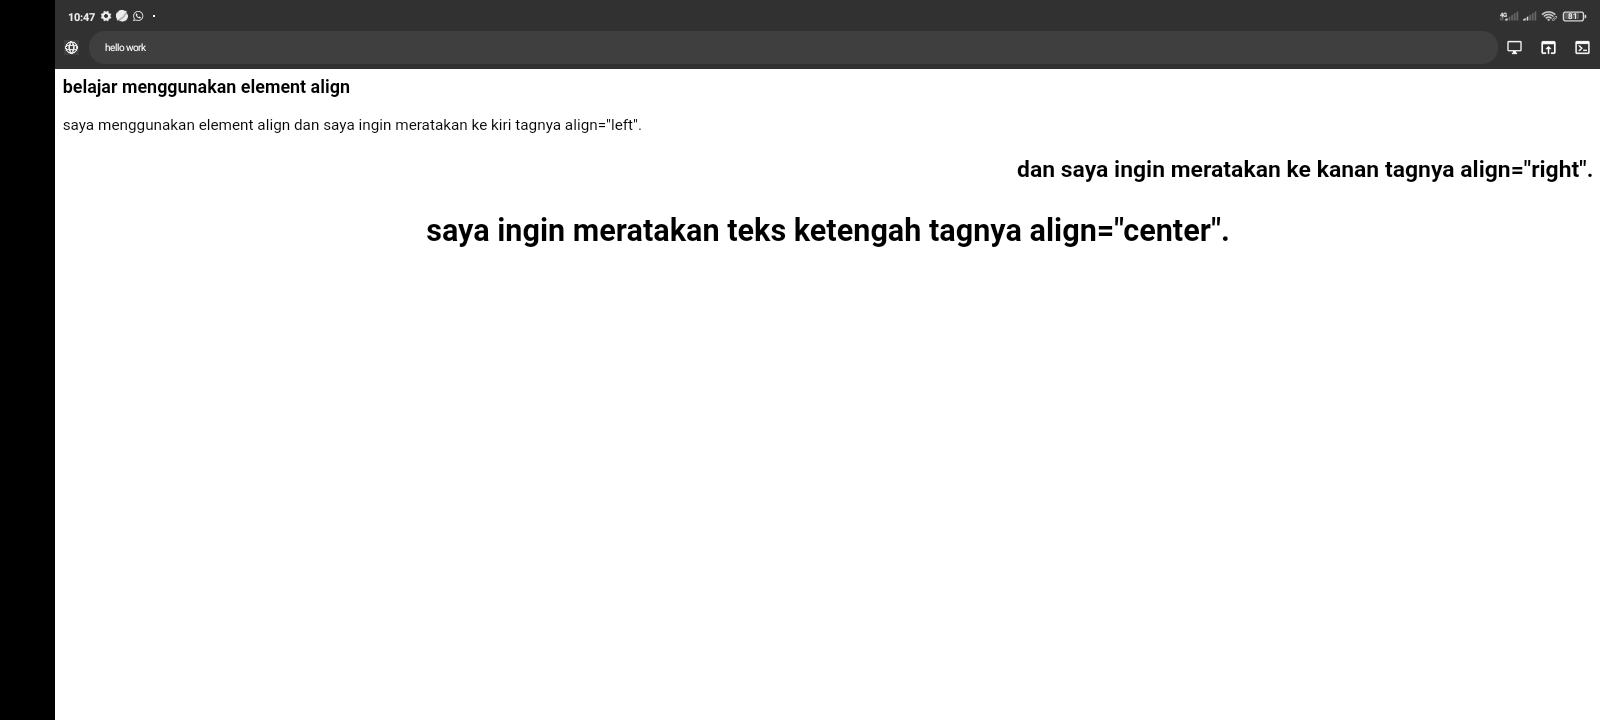 10:47
4G
81
hello work
belajar menggunakan element align
saya menggunakan element align dan saya ingin meratakan ke kiri tagnya align="left".
dan saya ingin meratakan ke kanan tagnya align="right".
saya ingin meratakan teks ketengah tagnya align="center".